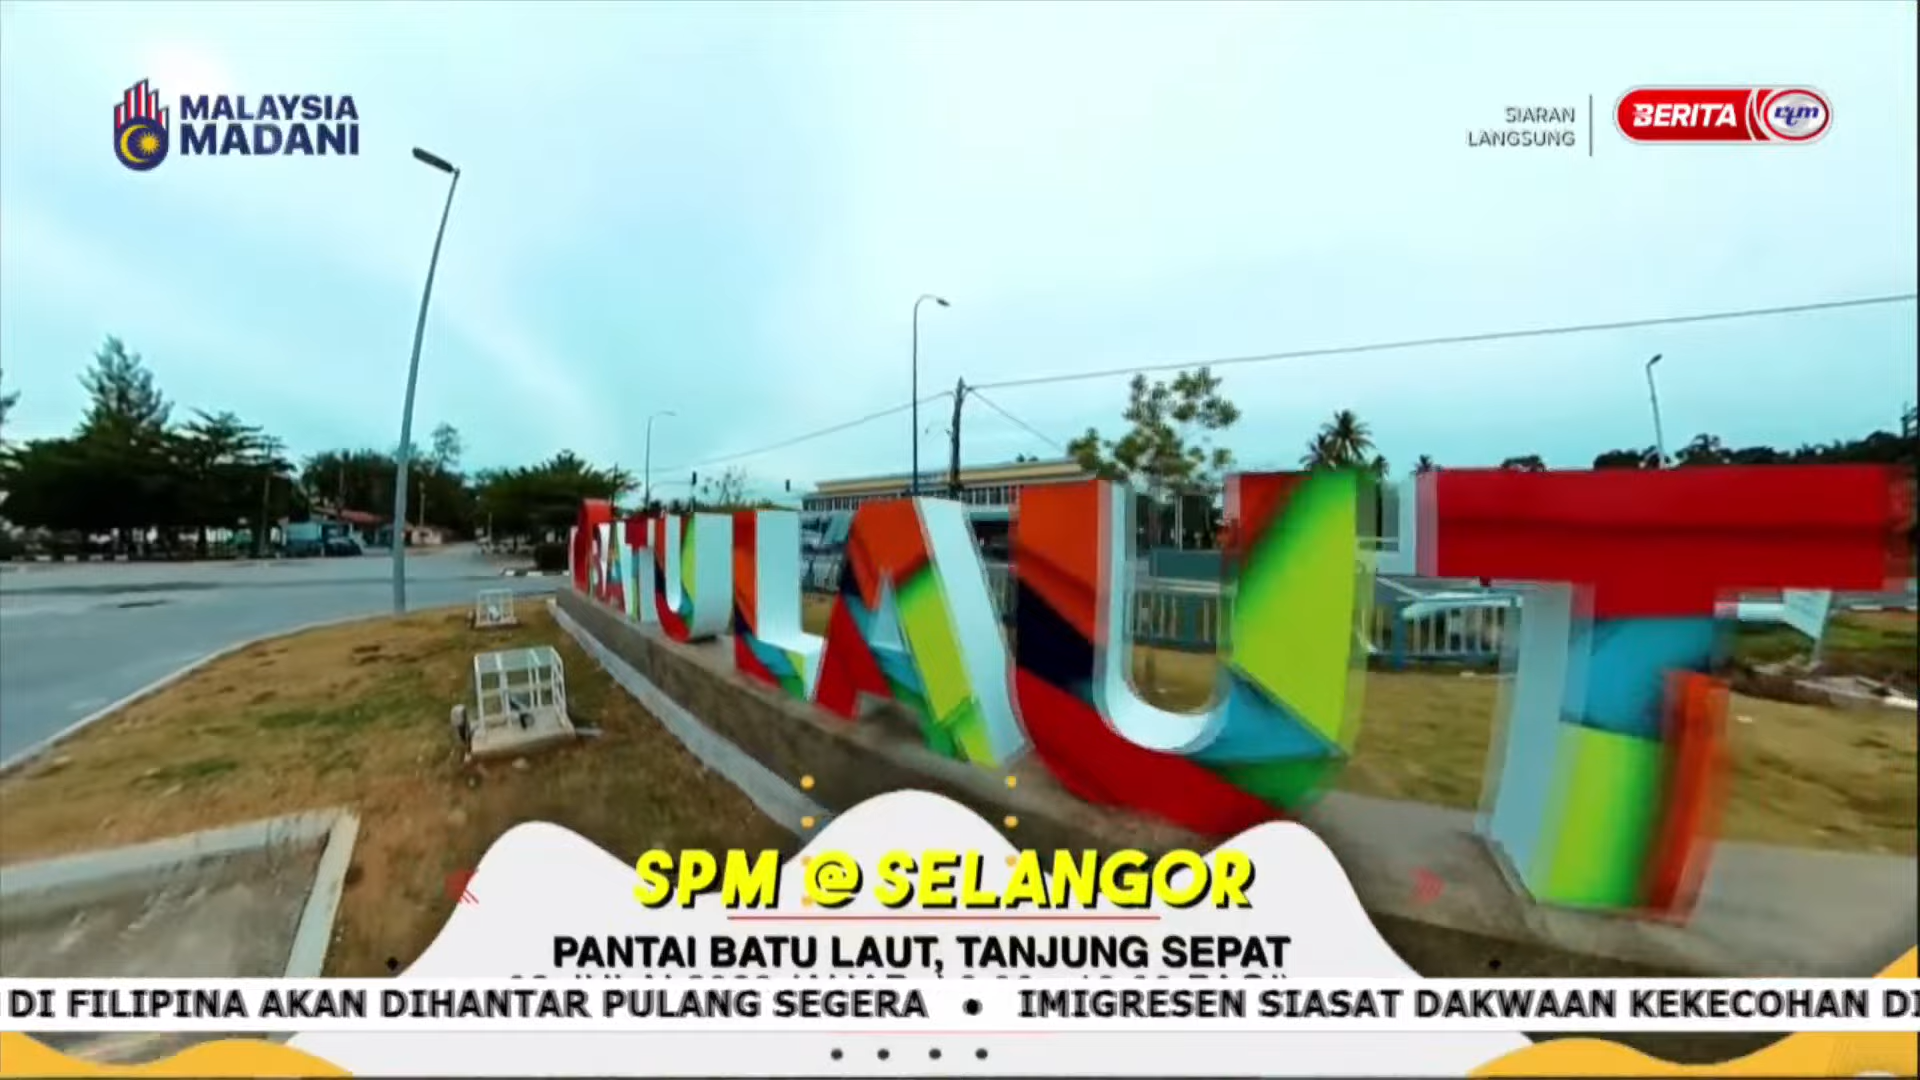 MALAYSIA
MADANI
SIARAN
LANGSUNG
BERITA rtm
BATU LAUT
SPM @ SELANGOR
PANTAI BATU LAUT, TANJUNG SEPAT
DI FILIPINA AKAN DIHANTAR PULANG SEGERA • IMIGRESEN SIASAT DAKWAAN KEKECOHAN DI